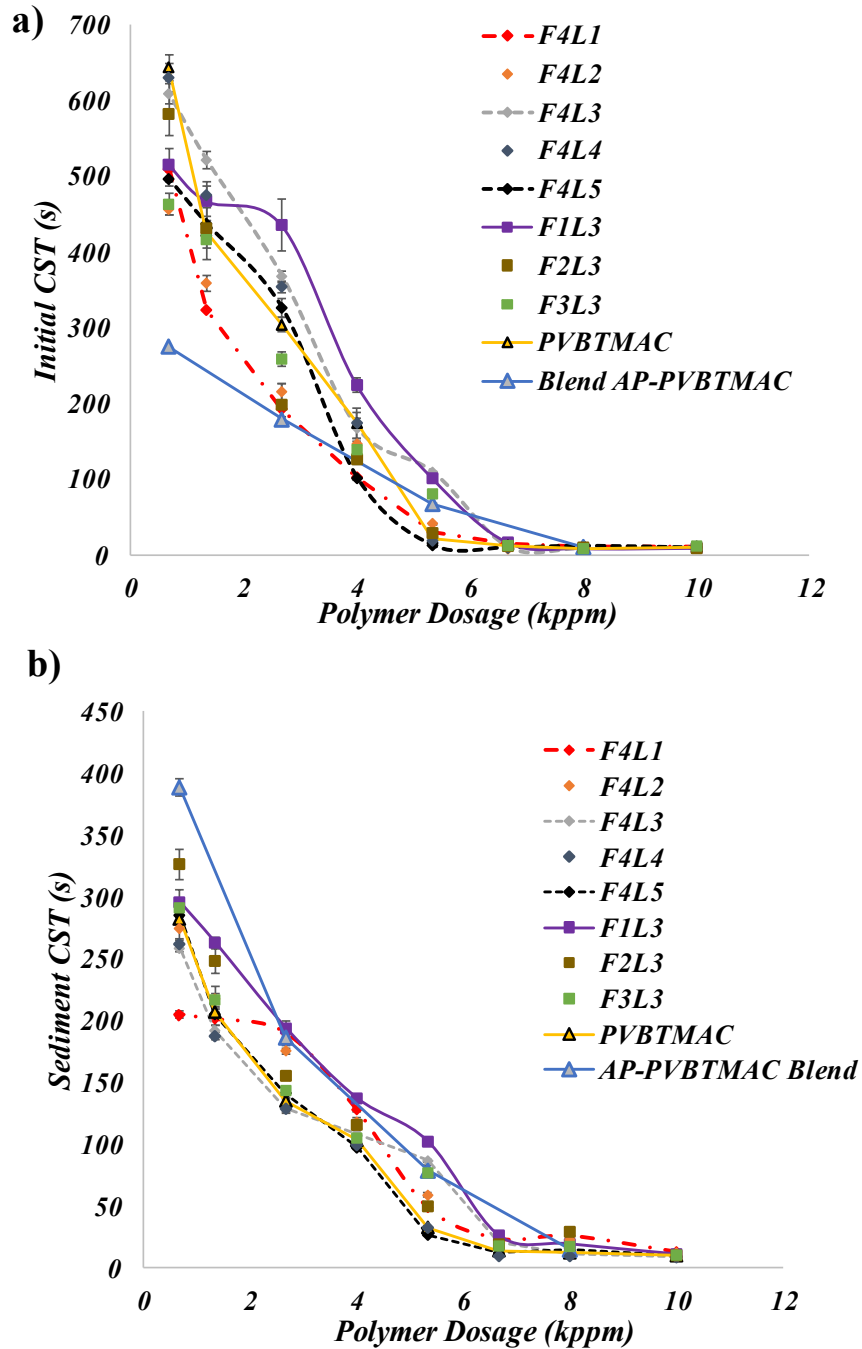 a)
700
600
500
400
300
200
100
0
Initial CST (s)
0 2 4 6 8 10 12
Polymer Dosage (kppm)
F4L1
F4L2
F4L3
F4L4
F4L5
F1L3
F2L3
F3L3
PVBTMAC
Blend AP-PVBTMAC
b)
450
400
350
300
250
200
150
100
50
0
Sediment CST (s)
0 2 4 6 8 10 12
Polymer Dosage (kppm)
F4L1
F4L2
F4L3
F4L4
F4L5
F1L3
F2L3
F3L3
PVBTMAC
AP-PVBTMAC Blend